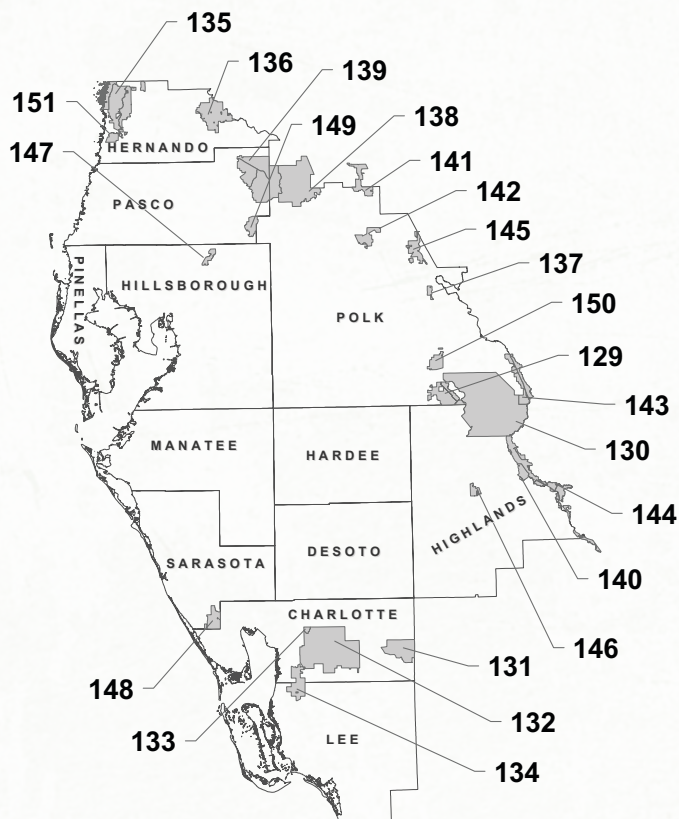 135
136
139
149
138
151
147
HERNANDO
141
142
PASCO
145
PINELLAS
HILLSBOROUGH
137
POLK
150
129
143
MANATEE
HARDEE
130
144
HIGHLANDS
DESOTO
SARASOTA
140
CHARLOTTE
146
131
148
132
133
LEE
134